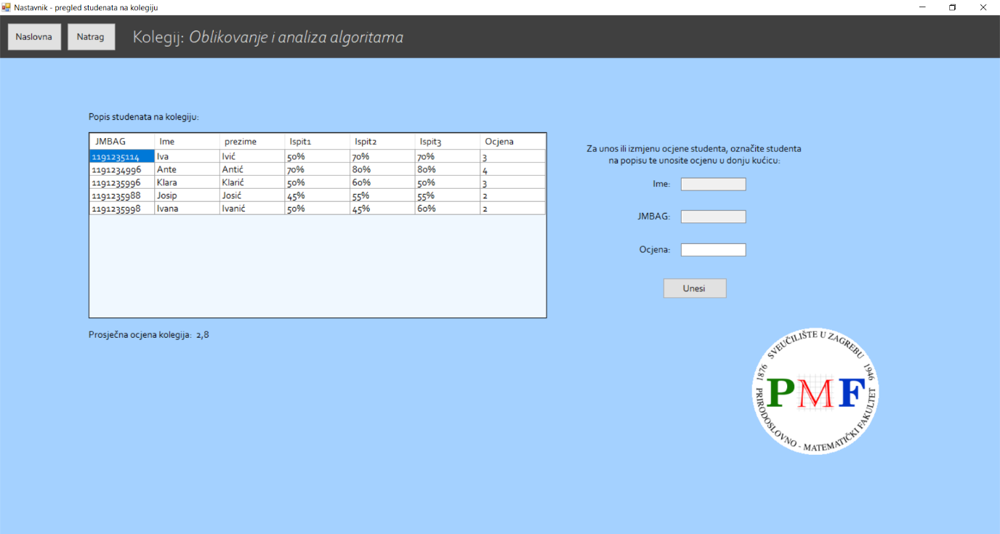 Nastavnik - pregled studenata na kolegiju
Naslovna Natrag Kolegij: Oblikovanje i analiza algoritama
Popis studenata na kolegiju:
JMBAG Ime prezime Ispit1 Ispit2 Ispit3 Ocjena
1191235114 Iva Ivić 50% 70% 70% 3
1191234996 Ante Antić 70% 80% 80% 4
1191235996 Klara Klarić 50% 60% 50% 3
1191235988 Josip Josić 45% 55% 55% 2
1191235998 Ivana Ivanić 50% 45% 60% 2
Prosječna ocjena kolegija: 2,8
Za unos ili izmjenu ocjene studenta, označite studenta
na popisu te unosite ocjenu u donju kućicu:
Ime:
JMBAG:
Ocjena:
Unesi
1876 SVEUČILIŠTE U ZAGREBU 1946
PMF
PRIRODOSLOVNO - MATEMATIČKI FAKULTET